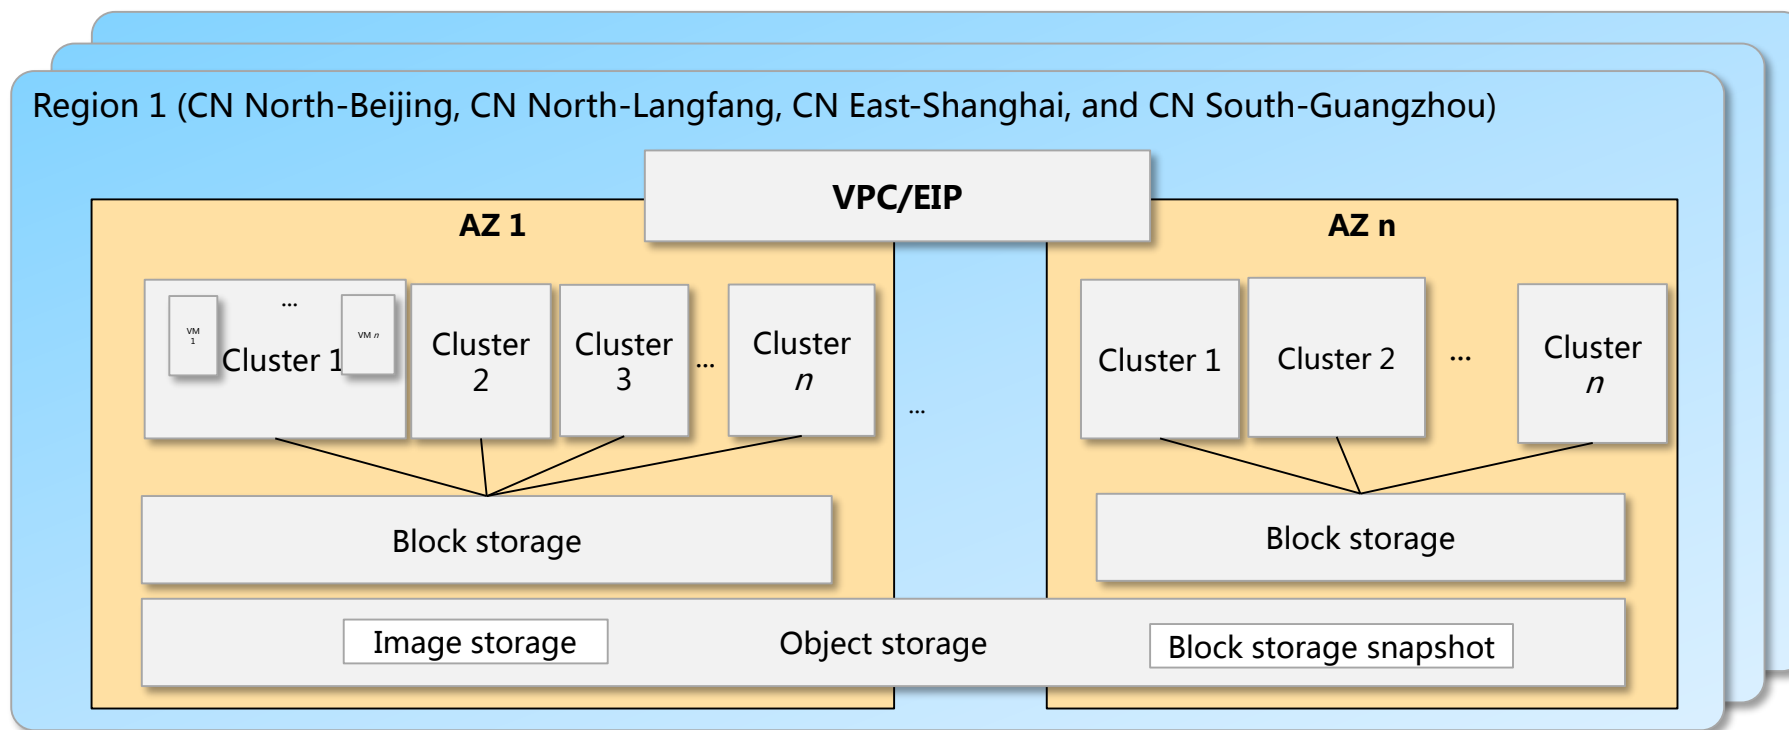 Region 1 (CN North-Beijing, CN North-Langfang, CN East-Shanghai, and CN South-Guangzhou)
VPC/EIP
AZ 1
AZ n
VM
1
...
VM n
Cluster 1
Cluster
2
Cluster
3
...
Cluster
n
...
Cluster 1
Cluster 2
...
Cluster
n
Block storage
Block storage
Image storage
Object storage
Block storage snapshot